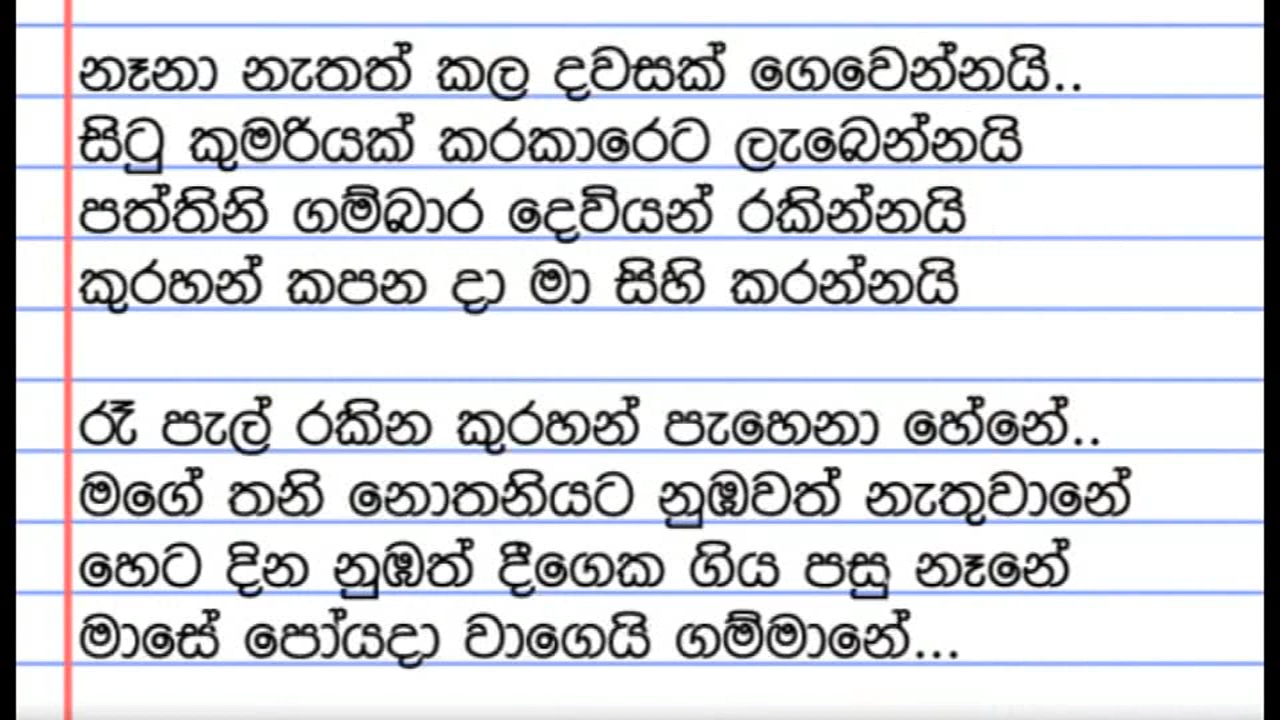 නෑනා නැතත් කල දවසක් ගෙවෙන්නයි..
සිටු කුමරියක් කරකාරෙට ලැබෙන්නයි
පත්තිනි ගම්බාර දෙවියන් රකින්නයි
කුරහන් කපන දා මා සිහි කරන්නයි
රෑ පැල් රකින කුරහන් පැහෙනා හේනේ..
මගේ තනි නොතනියට නුඹවත් නැතුවානේ
හෙට දින නුඹත් දීගෙක ගිය පසු නෑනේ
මාසේ පෝයදා වාගෙයි ගම්මානේ...